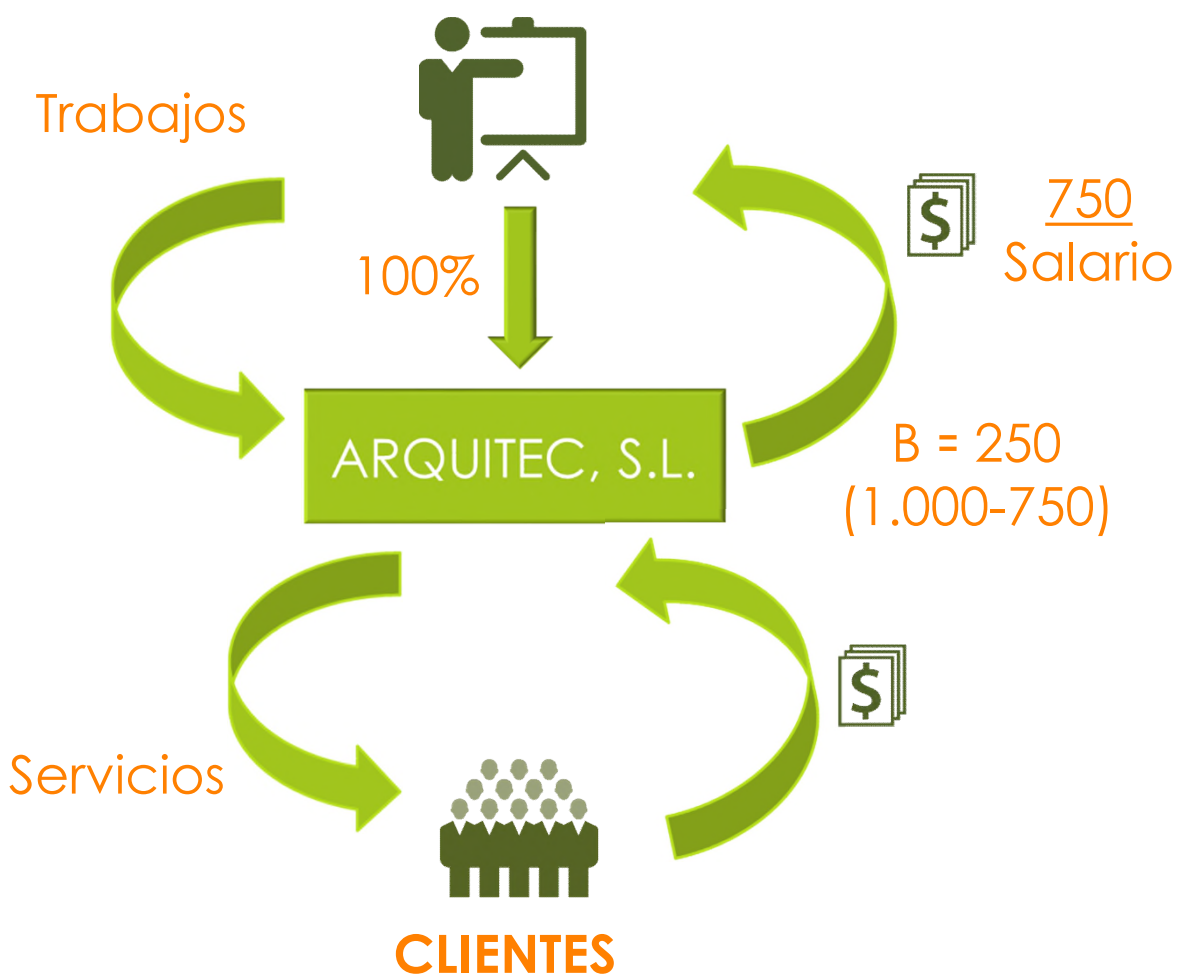 Trabajos
$
750
Salario
100%
ARQUITEC, S.L.
B = 250
(1.000-750)
$
Servicios
CLIENTES